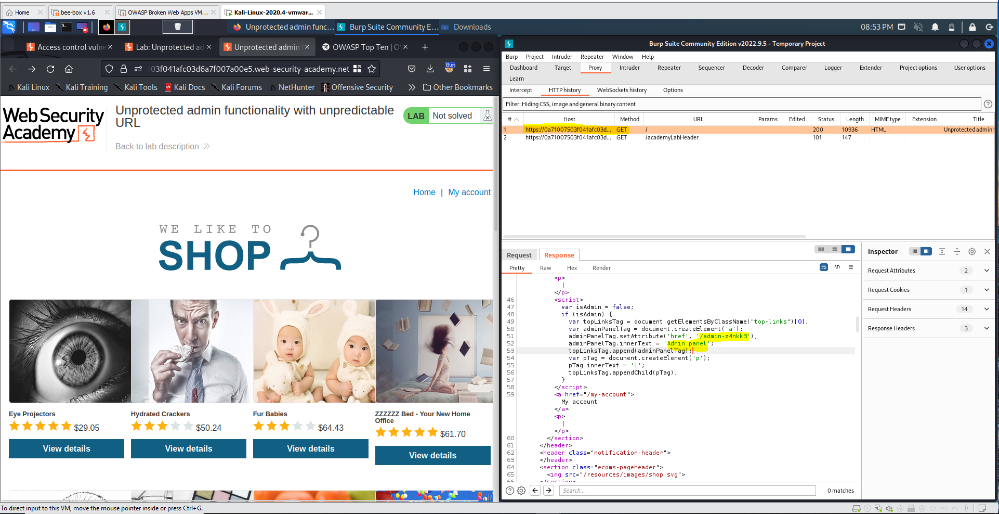 Home
bee-box v1.6
OWASP Broken Web Apps VM...
Kali-Linux-2020.4-vmwar...
Unprotected admin func...
Burp Suite Community E...
Downloads
08:53 PM
Access control vulne
Lab: Unprotected ad
Unprotected admin
OWASP Top Ten | O
Burp Suite Community Edition v2022.9.5 - Temporary Project
503f041afc03d6a7f007a00e5.web-security-academy.net
Burp
Kali Linux
Kali Training
Kali Tools
Kali Docs
Kali Forums
NetHunter
Offensive Security
Other Bookmarks
Web Security
Academy
Unprotected admin functionality with unpredictable
URL
LAB
Not solved
Back to lab description
Home | My account
WE LIKE TO
SHOP
Eye Projectors
$29.05
View details
Hydrated Crackers
$50.24
View details
Fur Babies
$64.43
View details
ZZZZZZ Bed - Your New Home
Office
$61.70
View details
Burp Project Intruder Repeater Window Help
Dashboard Target Proxy Intruder Repeater Sequencer Decoder Comparer Logger Extender Project options User options
Learn
Intercept HTTP history WebSockets history Options
Filter: Hiding CSS, image and general binary content
# Host Method URL Params Edited Status Length MIME type Extension Title
1 https://0a71007503f041afc03d... GET / 200 10936 HTML Unprotected admin f
2 https://0a71007503f041afc03d... GET /academyLabHeader 101 147
Request Response
Pretty Raw Hex Render
\n
<p>
|
</p>
46 <script>
47 var isAdmin = false;
48 if (isAdmin) {
49 var topLinksTag = document.getElementsByClassName("top-links")[0];
50 var adminPanelTag = document.createElement('a');
51 adminPanelTag.setAttribute('href', '/admin-z4nkk3');
52 adminPanelTag.innerText = 'Admin panel';
53 topLinksTag.append(adminPanelTag);
54 var pTag = document.createElement('p');
55 pTag.innerText = '|';
56 topLinksTag.appendChild(pTag);
57 }
58 </script>
59 <a href="/my-account">
My account
</a>
<p>
|
</p>
60 </section>
61 </header>
62 <header class="notification-header">
63 </header>
64 <section class="ecoms-pageheader">
65 <img src="/resources/images/shop.svg">
66 </section>
Search...
0 matches
Inspector
Request Attributes 2
Request Cookies 1
Request Headers 14
Response Headers 3
To direct input to this VM, move the mouse pointer inside or press Ctrl+G.